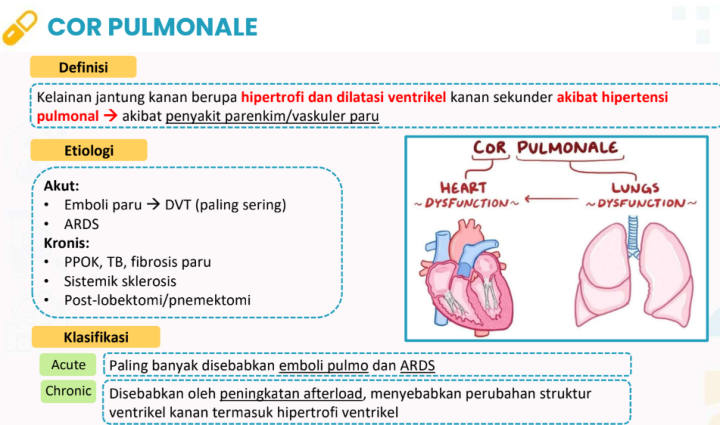 COR PULMONALE
Definisi
Kelainan jantung kanan berupa hipertrofi dan dilatasi ventrikel kanan sekunder akibat hipertensi
pulmonal → akibat penyakit parenkim/vaskuler paru
Etiologi
Akut:
• Emboli paru → DVT (paling sering)
• ARDS
Kronis:
• PPOK, TB, fibrosis paru
• Sistemik sklerosis
• Post-lobektomi/pnemektomi
COR PULMONALE
HEART
~ DYSFUNCTION ~
LUNGS
~ DYSFUNCTION ~
Klasifikasi
Acute
Paling banyak disebabkan emboli pulmo dan ARDS
Chronic
Disebabkan oleh peningkatan afterload, menyebabkan perubahan struktur
ventrikel kanan termasuk hipertrofi ventrikel